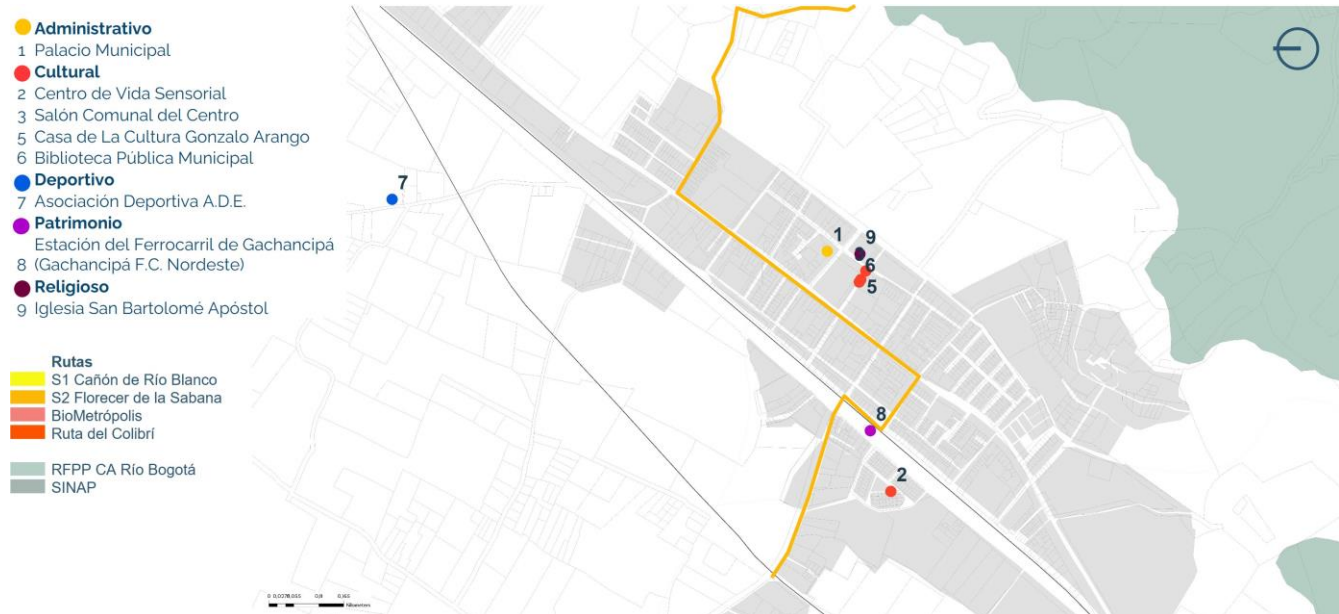 Administrativo
1 Palacio Municipal
Cultural
2 Centro de Vida Sensorial
3 Salón Comunal del Centro
5 Casa de La Cultura Gonzalo Arango
6 Biblioteca Pública Municipal
Deportivo
7 Asociación Deportiva A.D.E.
Patrimonio
Estación del Ferrocarril de Gachancipá
8 (Gachancipá F.C. Nordeste)
Religioso
9 Iglesia San Bartolomé Apóstol
Rutas
S1 Cañón de Río Blanco
S2 Florecer de la Sabana
BioMetrópolis
Ruta del Colibrí
RFPP CA Río Bogotá
SINAP
7
1
9
6
5
8
2